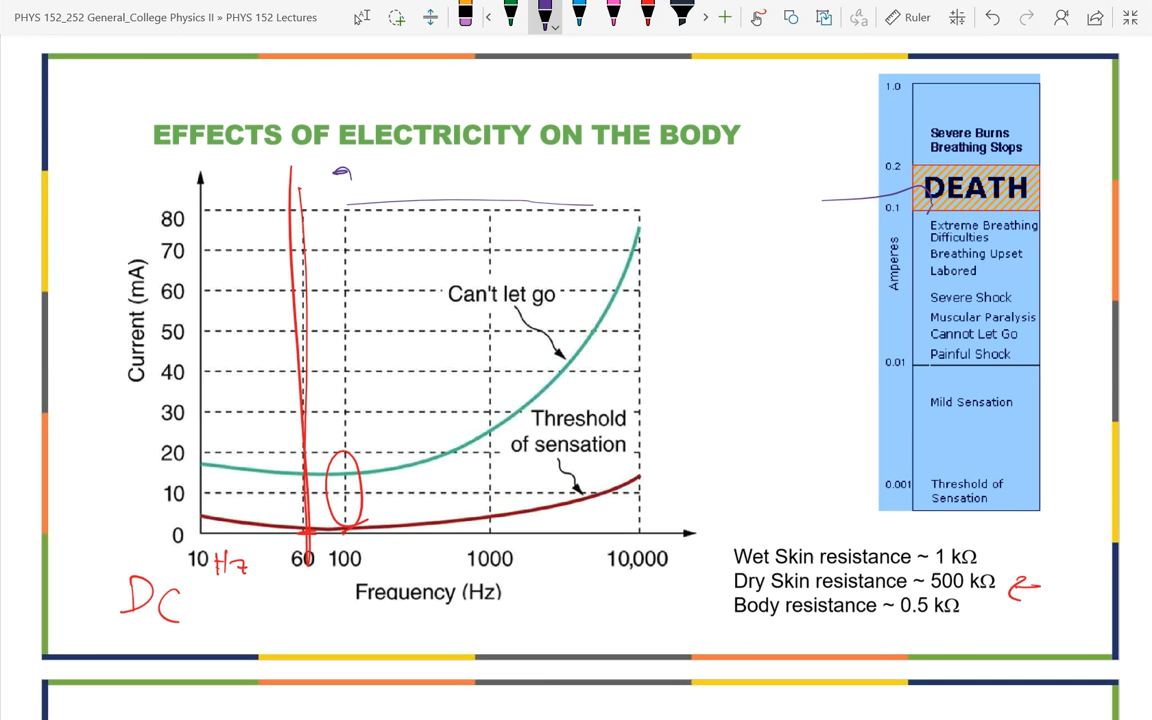 PHYS 152_252 General_College Physics II » PHYS 152 Lectures
Ruler
EFFECTS OF ELECTRICITY ON THE BODY
Current (mA)
80
70
60
50
40
30
20
10
0
Can't let go
Threshold
of sensation
10 Hz 60 100 1000 10,000
Frequency (Hz)
DC
Amperes
1.0
Severe Burns
Breathing Stops
0.2
DEATH
0.1
Extreme Breathing
Difficulties
Breathing Upset
Labored
Severe Shock
Muscular Paralysis
Cannot Let Go
Painful Shock
0.01
Mild Sensation
0.001
Threshold of
Sensation
Wet Skin resistance ~ 1 kΩ
Dry Skin resistance ~ 500 kΩ
Body resistance ~ 0.5 kΩ